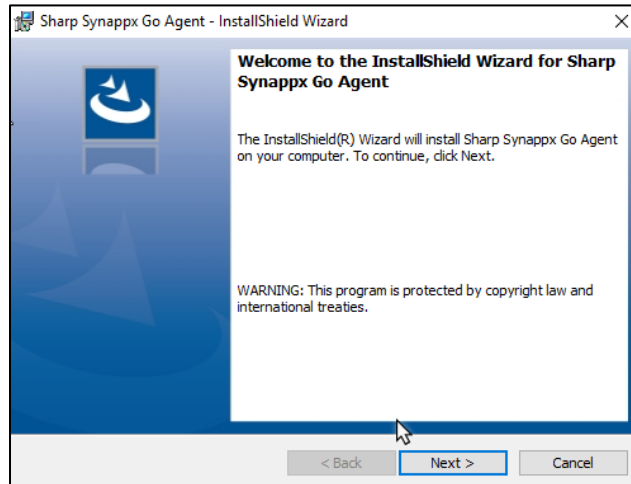 Sharp Synappx Go Agent - InstallShield Wizard
Welcome to the InstallShield Wizard for Sharp
Synappx Go Agent
The InstallShield(R) Wizard will install Sharp Synappx Go Agent
on your computer. To continue, click Next.
WARNING: This program is protected by copyright law and
international treaties.
< Back
Next >
Cancel